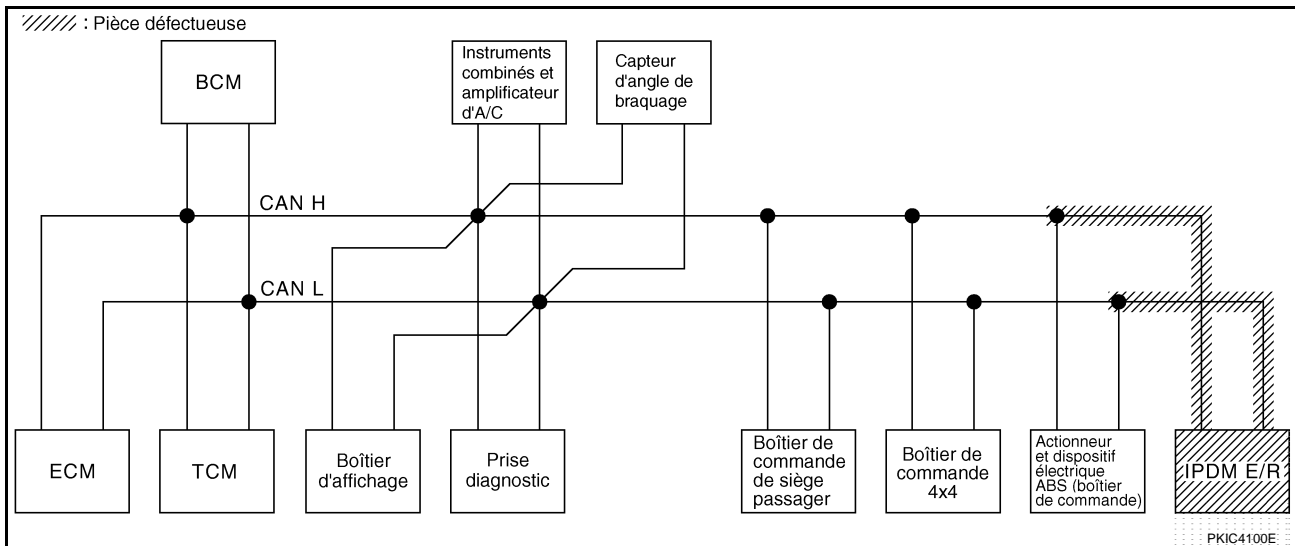 : Pièce défectueuse
BCM
Instruments
combinés et
amplificateur
d'A/C
Capteur
d'angle de
braquage
CAN H
CAN L
ECM
TCM
Boîtier
d'affichage
Prise
diagnostic
Boîtier de
commande
de siège
passager
Boîtier de
commande
4x4
Actionneur
et dispositif
électrique
ABS (boîtier
de commande)
IPDM E/R
PKIC4100E